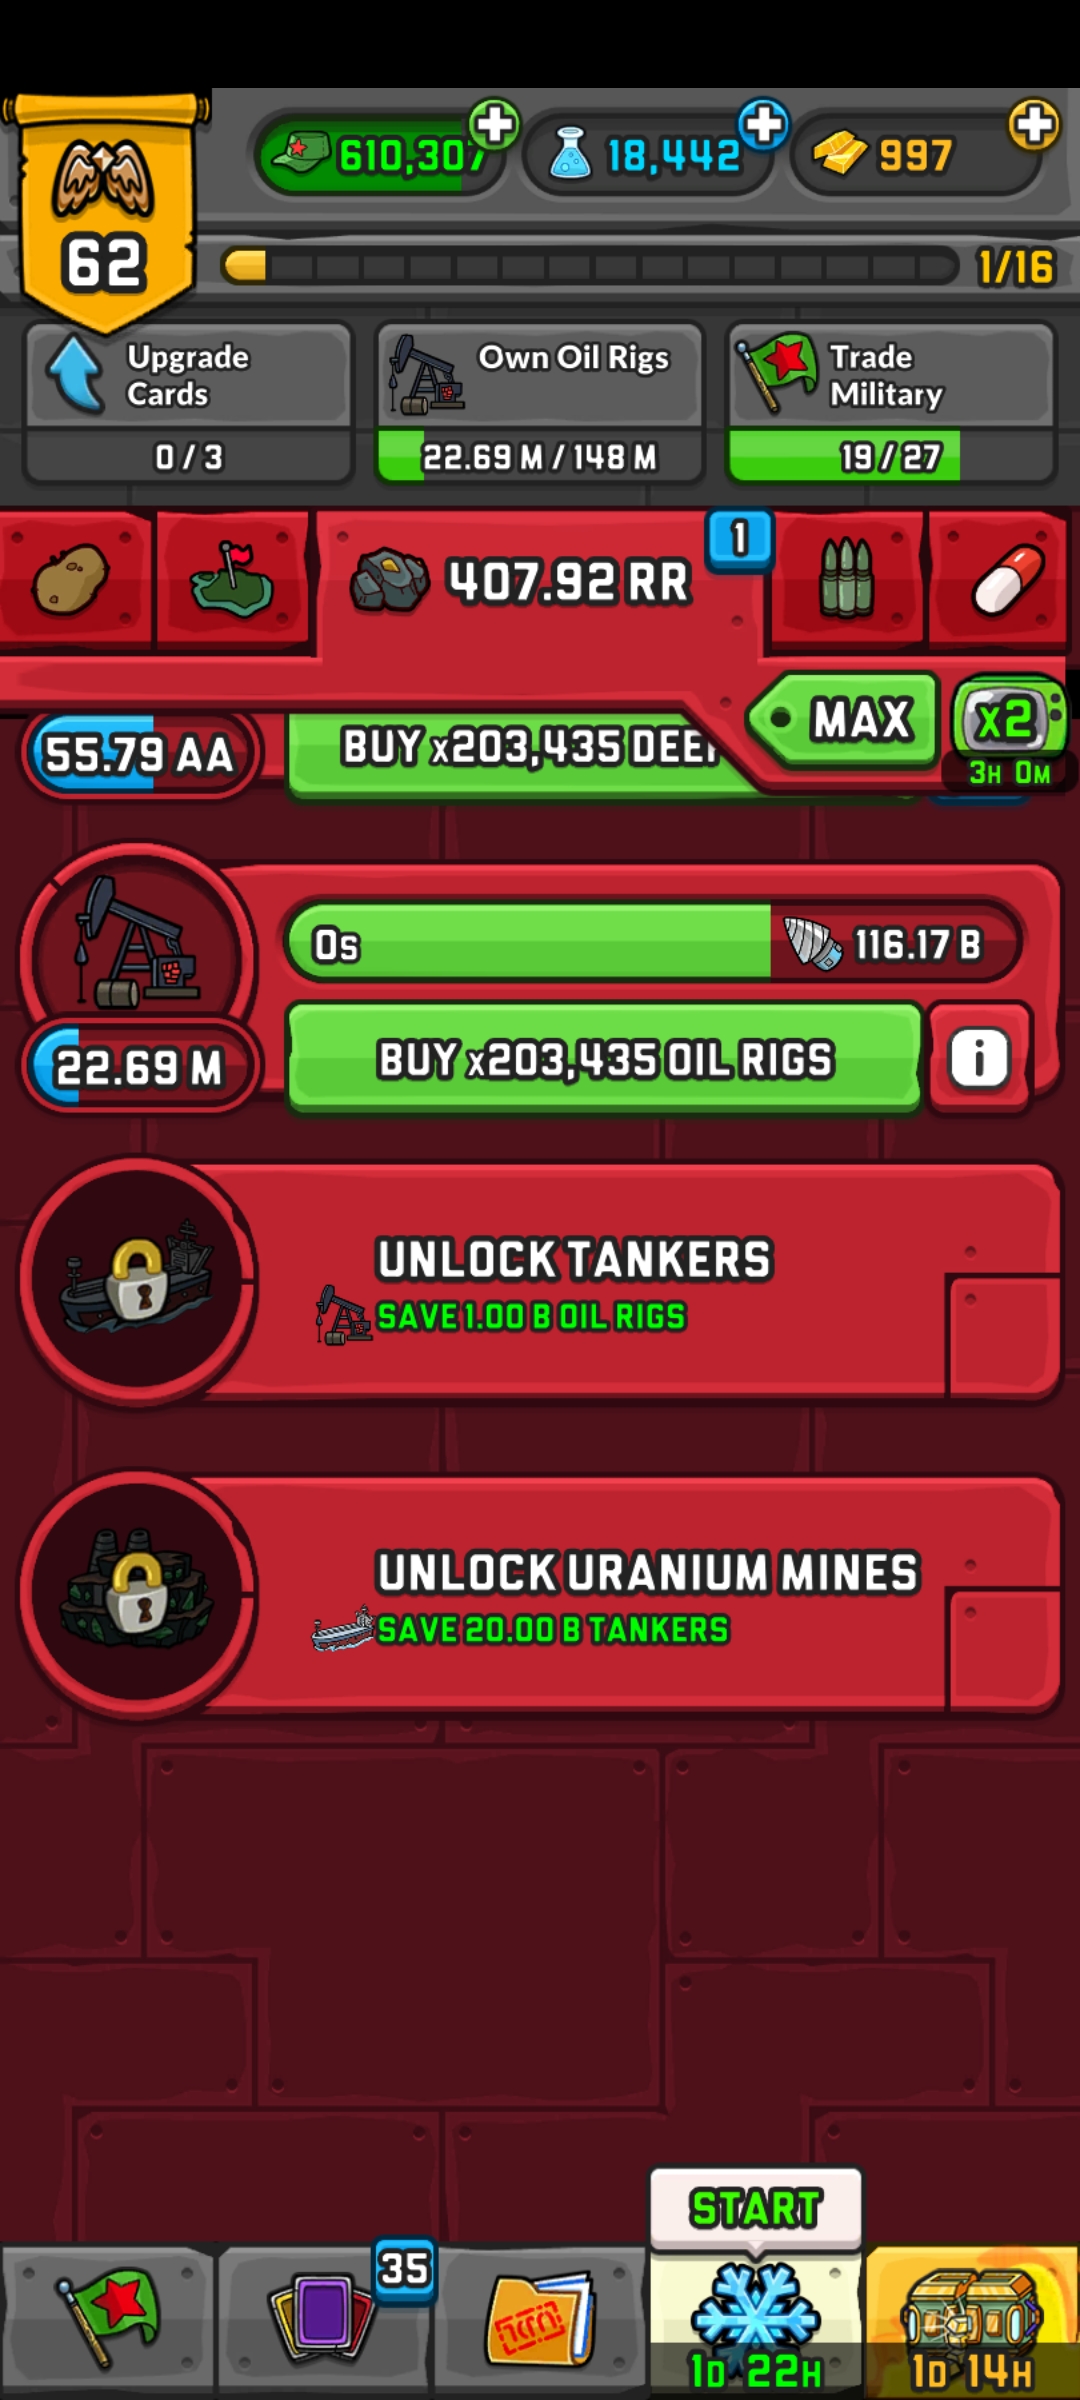 610,307
18,442
997
62
1/16
Upgrade
Cards
0 / 3
Own Oil Rigs
22.69 M / 148 M
Trade
Military
19 / 27
407.92 RR
1
MAX
x2
3H 0M
55.79 AA
BUY x203,435
0s
116.17 B
22.69 M
BUY x203,435 OIL RIGS
i
UNLOCK TANKERS
SAVE 1.00 B OIL RIGS
UNLOCK URANIUM MINES
SAVE 20.00 B TANKERS
START
35
1D 22H
1D 14H